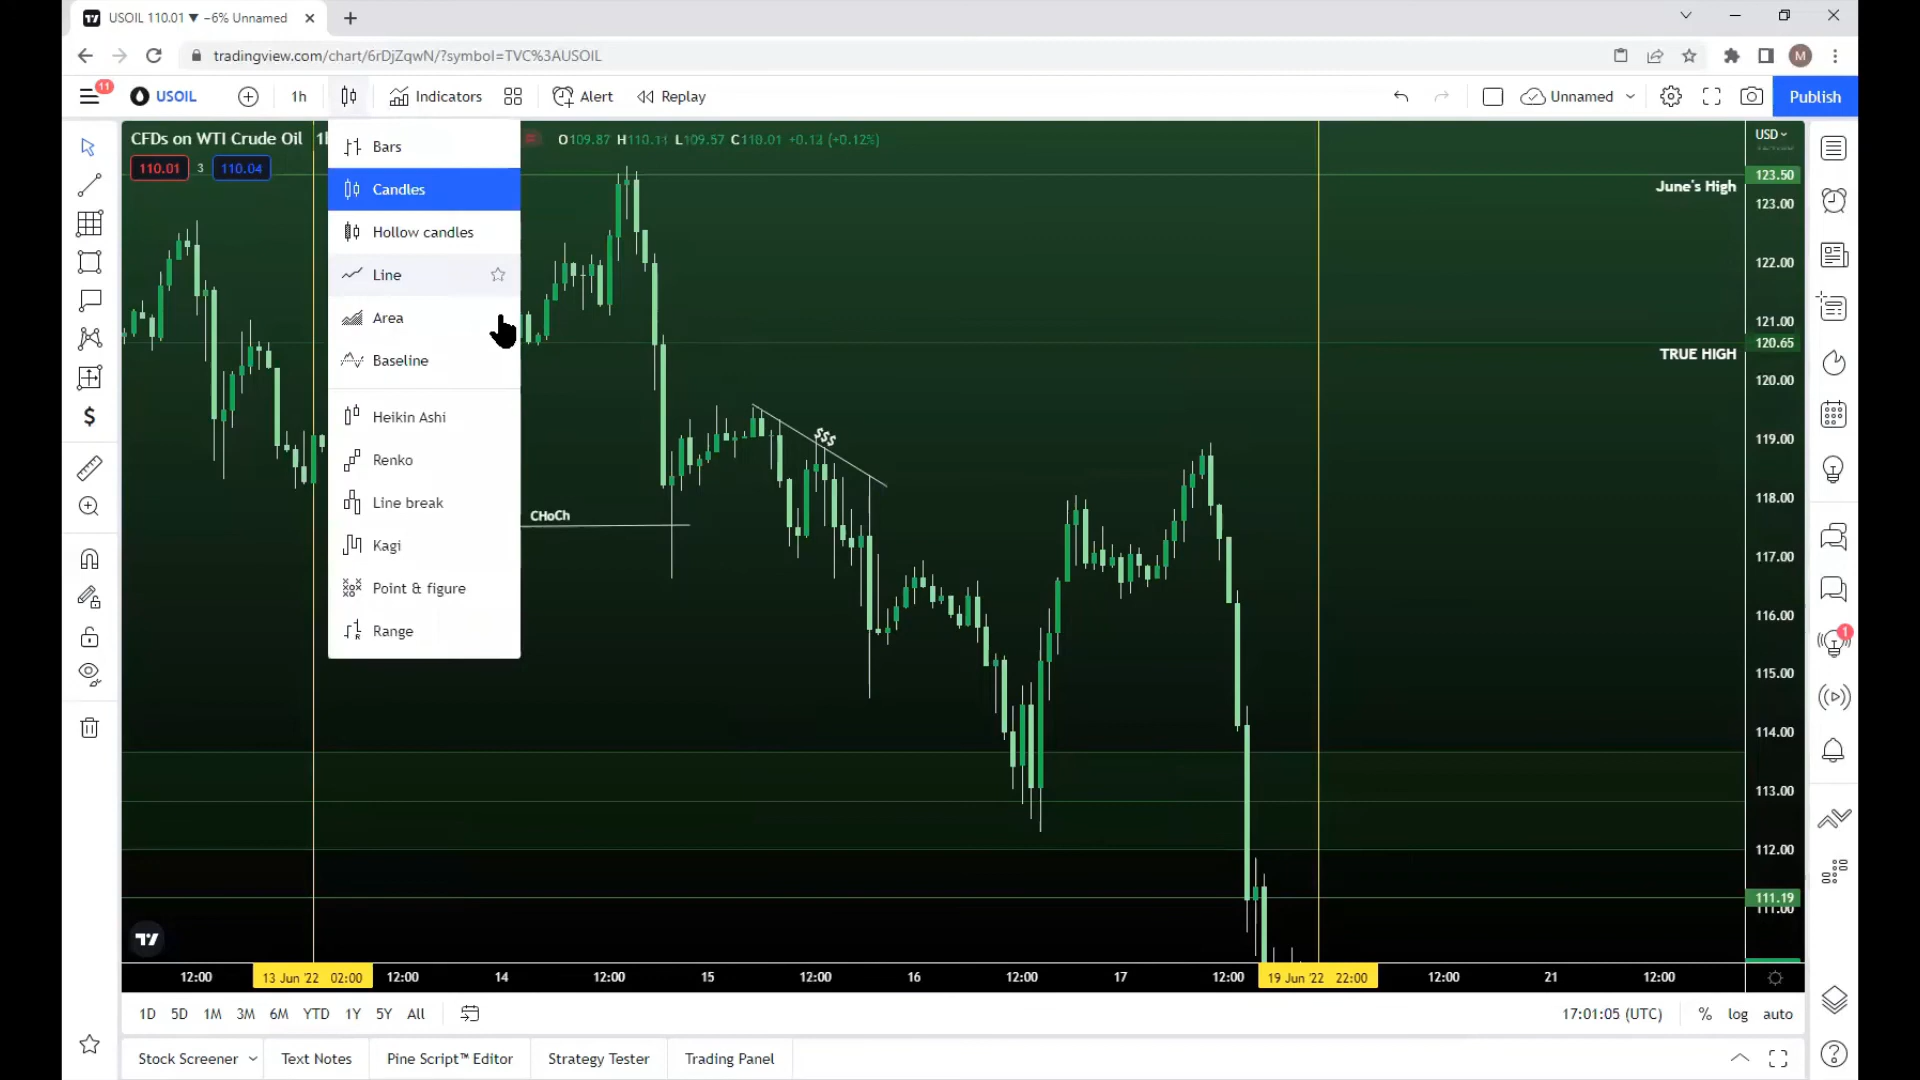 USOIL 110.01 ▼ −6% Unnamed
tradingview.com/chart/6rDjZqwN/?symbol=TVC%3AUSOIL
M
11
USOIL
1h
Indicators
Alert
Replay
Unnamed
Publish
CFDs on WTI Crude Oil
O109.87 H110.11 L109.57 C110.01
(+0.12%)
USD
110.01
3
110.04
Bars
Candles
Hollow candles
Line
Area
Baseline
Heikin Ashi
Renko
Line break
Kagi
Point & figure
Range
June's High
TRUE HIGH
$$$
CHoCh
123.50
123.00
122.00
121.00
120.65
120.00
119.00
118.00
117.00
116.00
115.00
114.00
113.00
112.00
111.19
111.00
1
12:00
13 Jun '22 02:00
12:00
14
12:00
15
12:00
16
12:00
17
12:00
19 Jun '22 22:00
12:00
21
12:00
1D 5D 1M 3M 6M YTD 1Y 5Y All
17:01:05 (UTC)
% log auto
Stock Screener
Text Notes
Pine Script™ Editor
Strategy Tester
Trading Panel